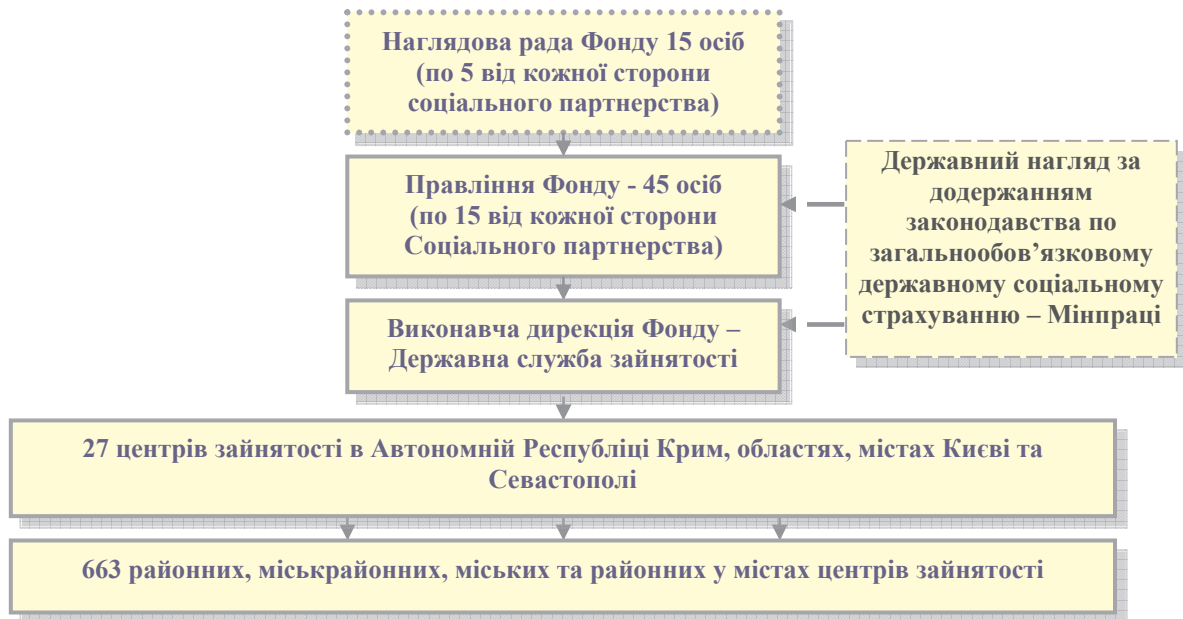 Наглядова рада Фонду 15 осіб
(по 5 від кожної сторони
соціального партнерства)
Правління Фонду - 45 осіб
(по 15 від кожної сторони
Соціального партнерства)
Державний нагляд за
додержанням
законодавства по
загальнообов’язковому
державному соціальному
страхуванню – Мінпраці
Виконавча дирекція Фонду –
Державна служба зайнятості
27 центрів зайнятості в Автономній Республіці Крим, областях, містах Києві та
Севастополі
663 районних, міськрайонних, міських та районних у містах центрів зайнятості